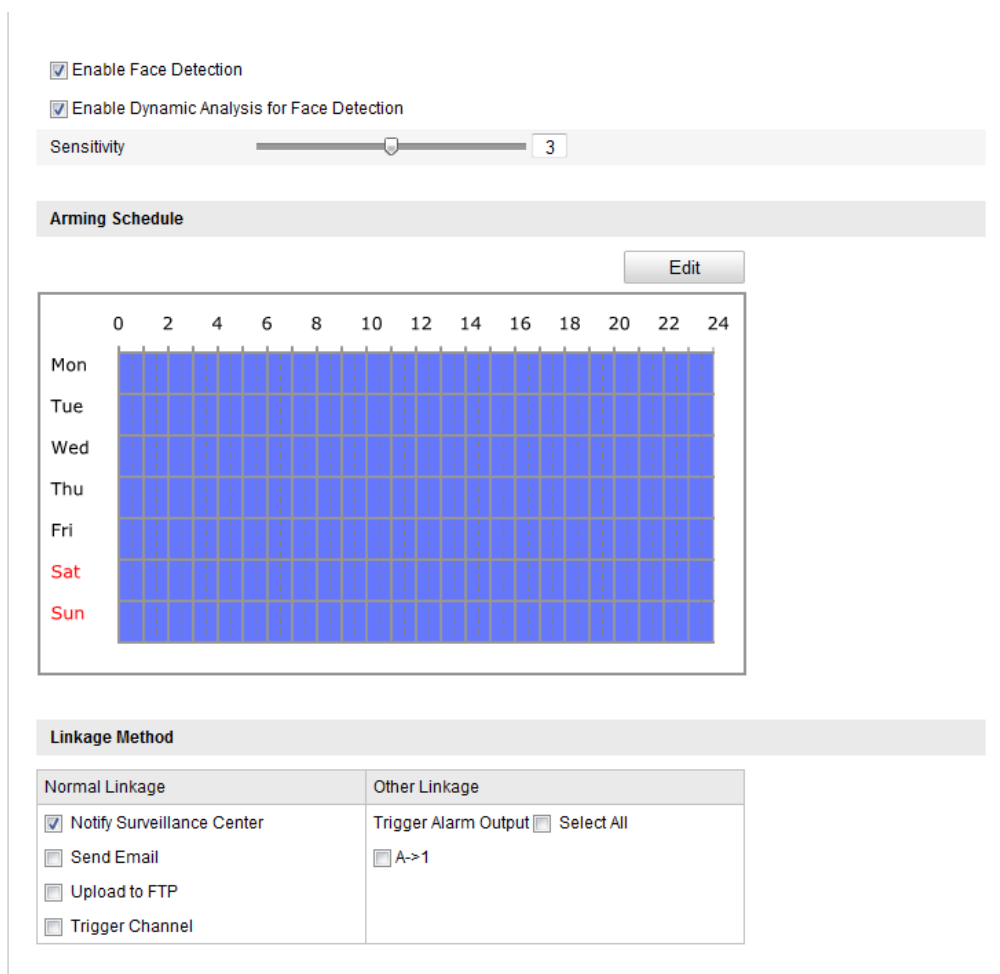 Enable Face Detection
Enable Dynamic Analysis for Face Detection
Sensitivity 3
Arming Schedule
Edit
0 2 4 6 8 10 12 14 16 18 20 22 24
Mon
Tue
Wed
Thu
Fri
Sat
Sun
Linkage Method
Normal Linkage Other Linkage
Notify Surveillance Center Trigger Alarm Output Select All
Send Email A->1
Upload to FTP
Trigger Channel